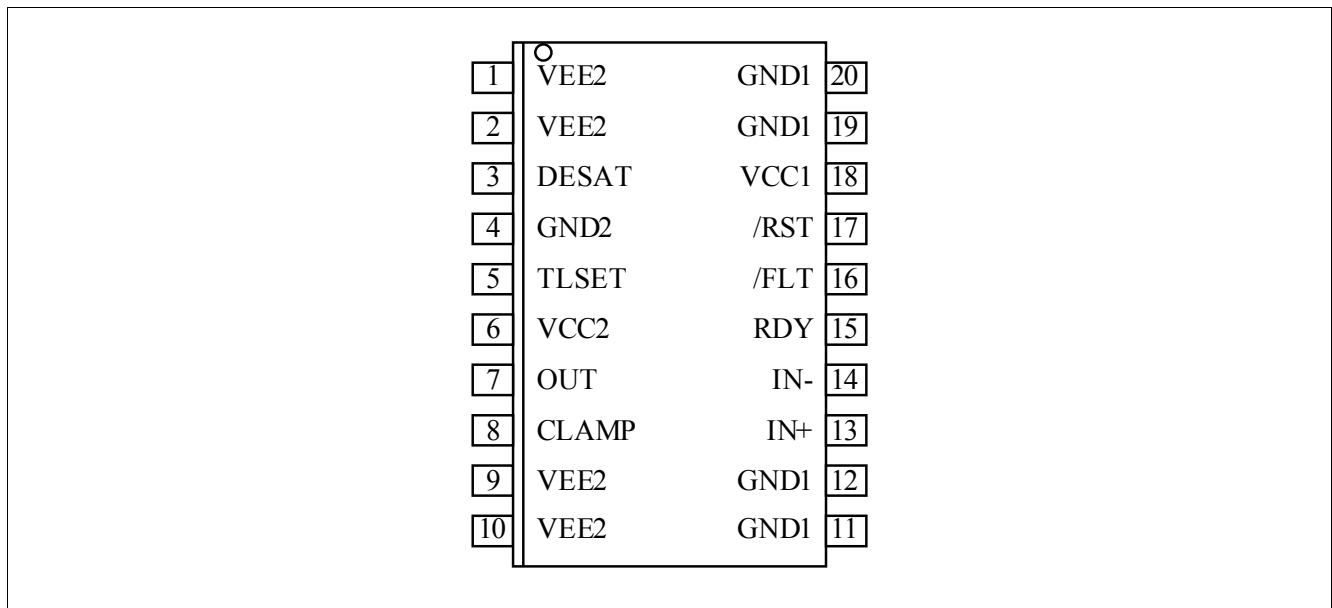 1 VEE2 GND1 20
2 VEE2 GND1 19
3 DESAT VCC1 18
4 GND2 /RST 17
5 TLSET /FLT 16
6 VCC2 RDY 15
7 OUT IN- 14
8 CLAMP IN+ 13
9 VEE2 GND1 12
10 VEE2 GND1 11